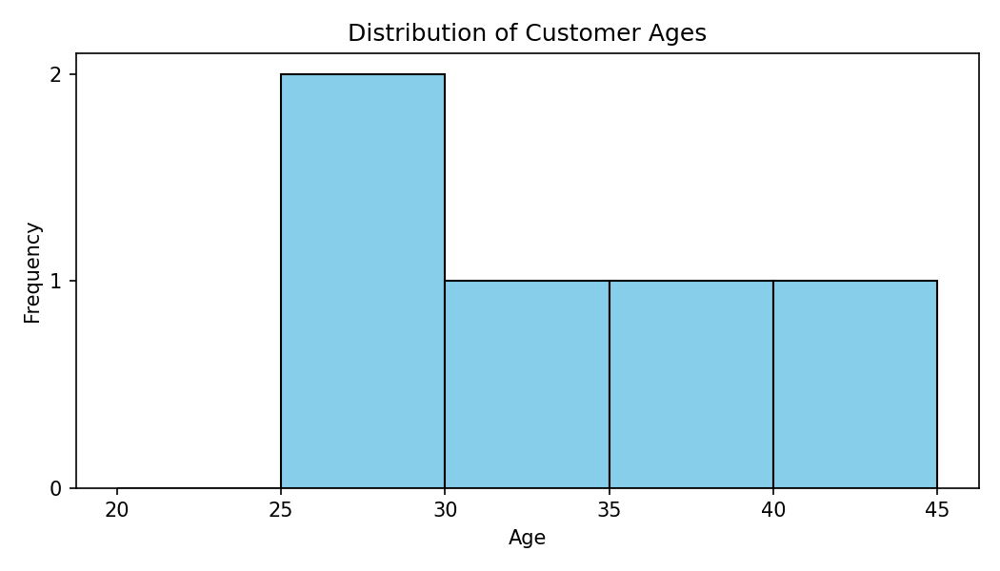 Distribution of Customer Ages
Frequency
2
1
0
20 25 30 35 40 45
Age